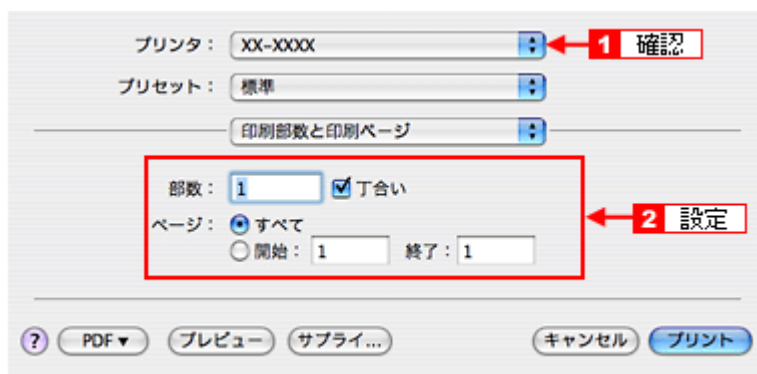 プリンタ： XX-XXXX 1 確認
プリセット： 標準
印刷部数と印刷ページ
部数： 1 丁合い
ページ： すべて 2 設定
開始： 1 終了： 1
? PDF▼ プレビュー サプライ... キャンセル プリント